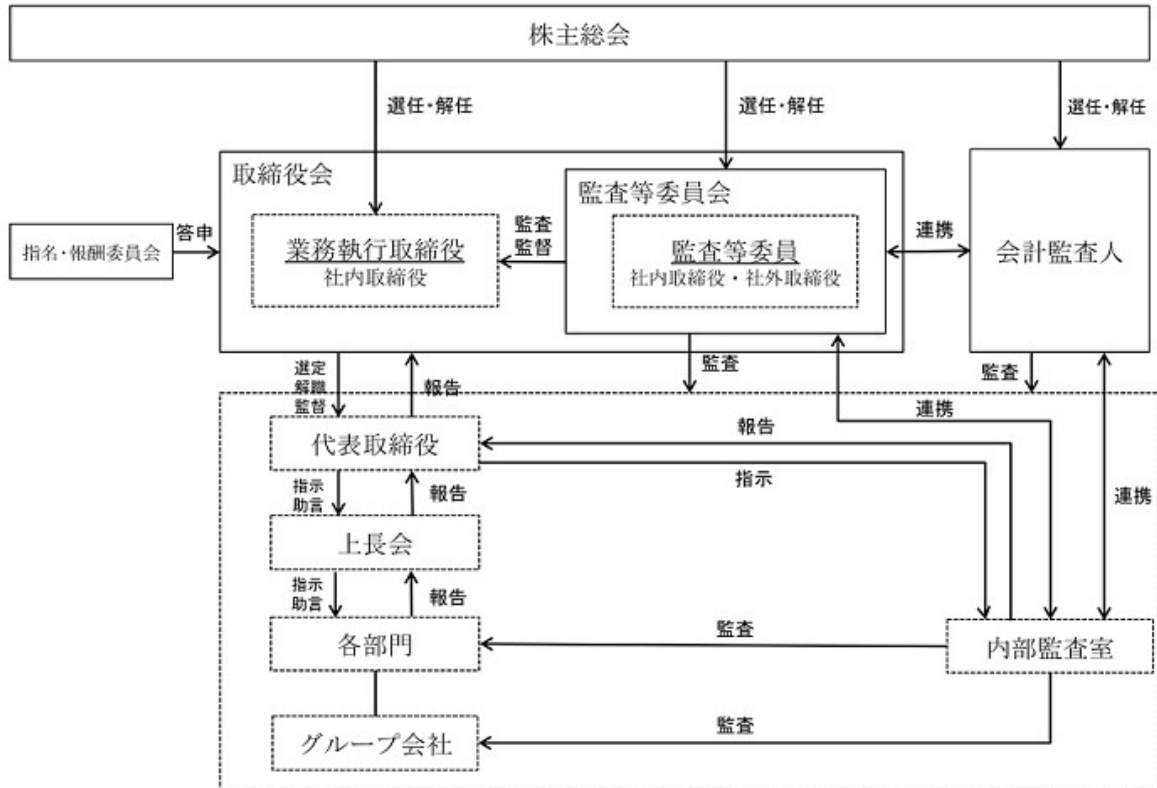 株主総会
選任・解任
選任・解任
選任・解任
取締役会
監査等委員会
指名・報酬委員会
答申
業務執行取締役
社内取締役
監査
監督
監査等委員
社内取締役・社外取締役
連携
会計監査人
選定
解職
監督
報告
監査
監査
代表取締役
報告
連携
指示
連携
指示
助言
報告
上長会
指示
助言
報告
各部門
監査
内部監査室
グループ会社
監査